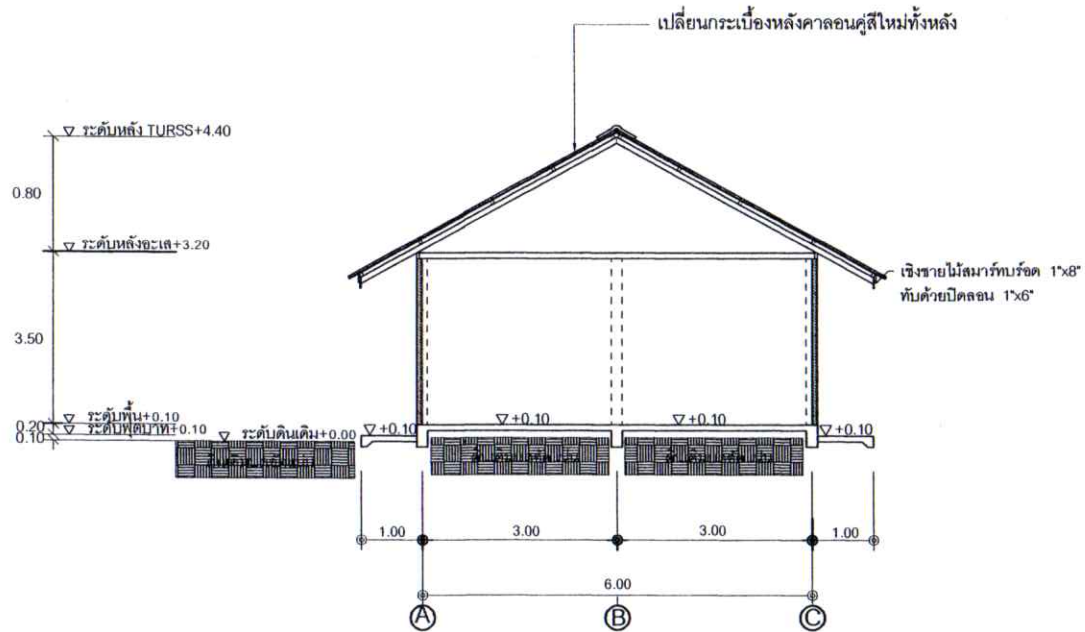 เปลี่ยนกระเบื้องหลังคาลอนคู่สีใหม่ทั้งหลัง
ระดับหลัง TURSS+4.40
0.80
ระดับหลังอะเส+3.20
เชิงชายไม้สมาร์ทบร์อด 1"x8"
ทับด้วยปิดลอน 1"x6"
3.50
ระดับพื้น+0.10
0.20
ระดับฟุตบาท+0.10
0.10
ระดับดินเดิม+0.00
+0.10
+0.10
+0.10
+0.10
1.00
3.00
3.00
1.00
6.00
A
B
C